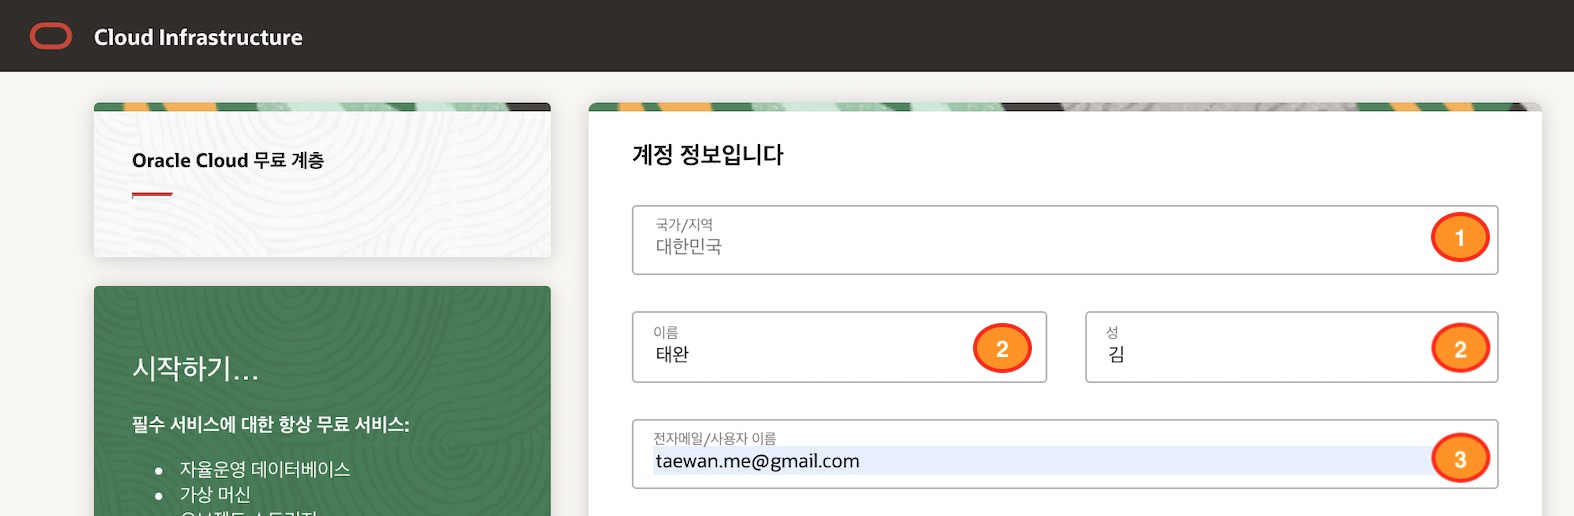 Cloud Infrastructure
Oracle Cloud 무료 계층
시작하기...
필수 서비스에 대한 항상 무료 서비스:
자율운영 데이터베이스
가상 머신
계정 정보입니다
국가/지역
대한민국
1
이름
태완
2
성
김
2
전자메일/사용자 이름
taewan.me@gmail.com
3